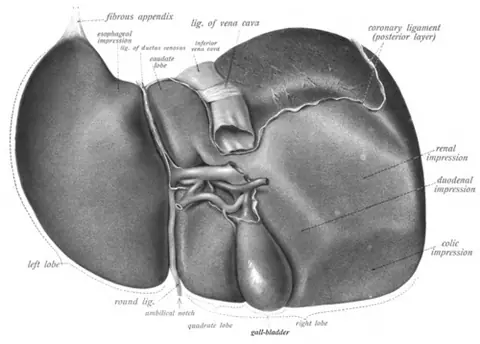 fibrous appendix
lig. of vena cava
esophageal
impression
lig. of ductus venosus
caudate
lobe
inferior
vena cava
coronary ligament
(posterior layer)
renal
impression
duodenal
impression
colic
impression
left lobe
round lig.
umbilical notch
quadrate lobe
gall-bladder
right lobe